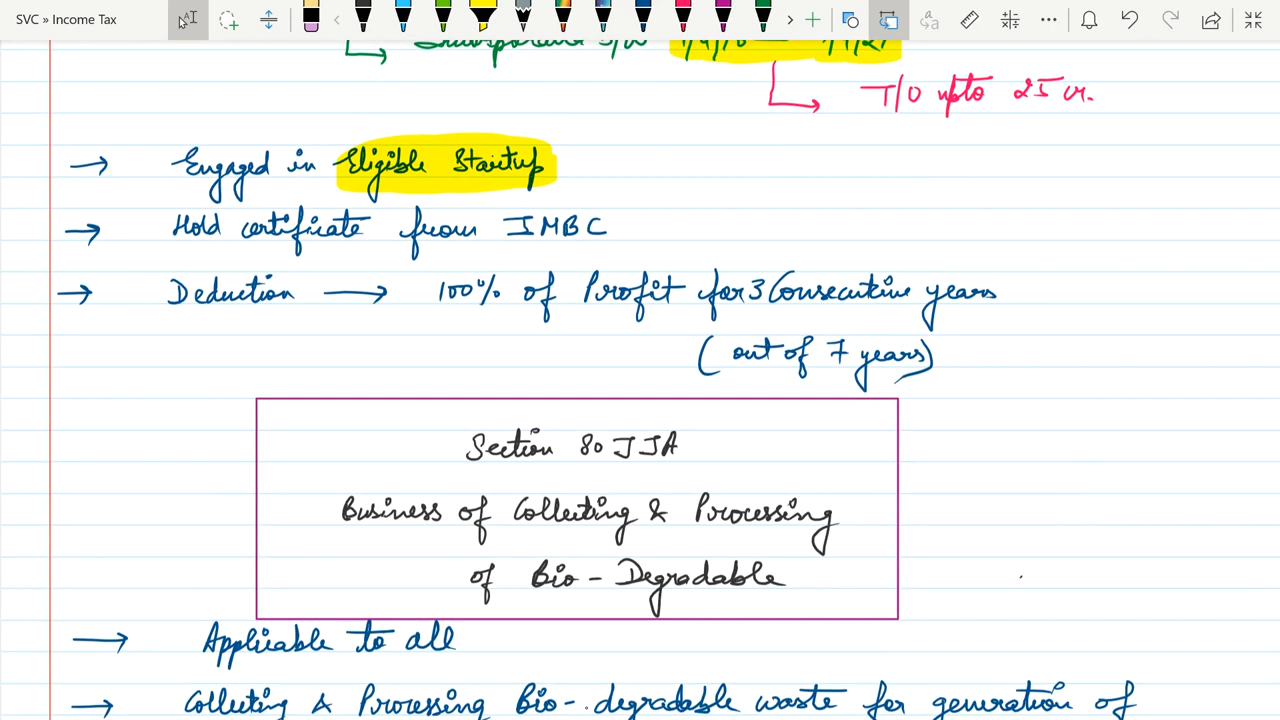 SVC » Income Tax
T/O upto 25 cr.
→ Engaged in Eligible Startup
→ Hold certificate from IMBC
→ Deduction → 100% of Profit for 3 Consecutive years
(out of 7 years)
Section 80JJA
Business of Collecting & Processing
of Bio-Degradable
→ Applicable to all
→ Collecting & Processing Bio-degradable waste for generation of